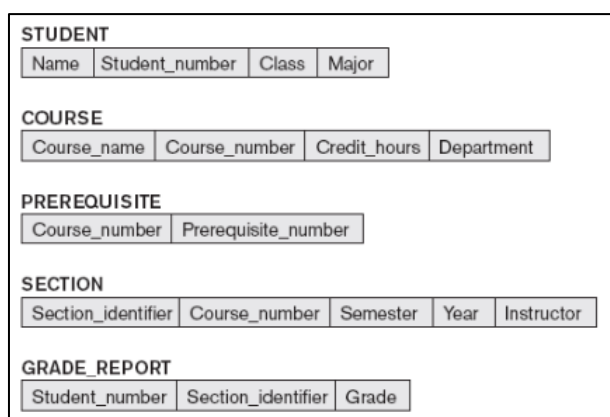 STUDENT
Name Student_number Class Major
COURSE
Course_name Course_number Credit_hours Department
PREREQUISITE
Course_number Prerequisite_number
SECTION
Section_identifier Course_number Semester Year Instructor
GRADE_REPORT
Student_number Section_identifier Grade